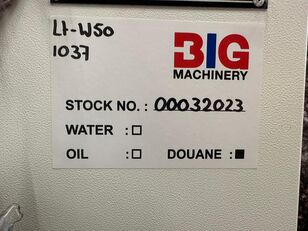 Lt-W50
1037
BIG
MACHINERY
STOCK NO. : 00032023
WATER : ☐
OIL : ☐ DOUANE : ■